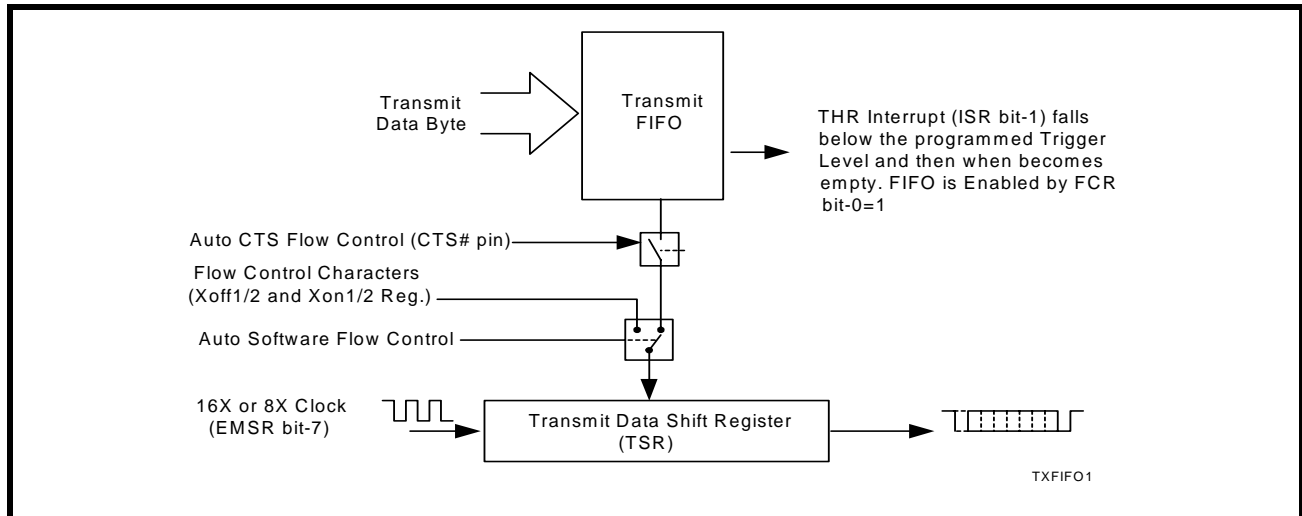 Transmit
Data Byte
Transmit
FIFO
THR Interrupt (ISR bit-1) falls
below the programmed Trigger
Level and then when becomes
empty. FIFO is Enabled by FCR
bit-0=1
Auto CTS Flow Control (CTS# pin)
Flow Control Characters
(Xoff1/2 and Xon1/2 Reg.)
Auto Software Flow Control
16X or 8X Clock
(EMSR bit-7)
Transmit Data Shift Register
(TSR)
TXFIFO1